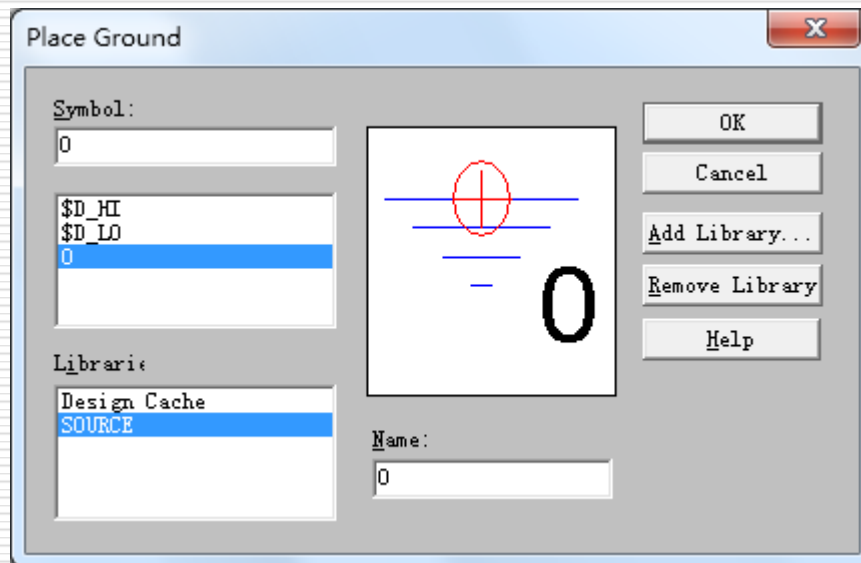 Place Ground
Symbol:
0
$D_HI
$D_LO
0
Librarie
Design Cache
SOURCE
0
Name:
0
OK
Cancel
Add Library...
Remove Library
Help